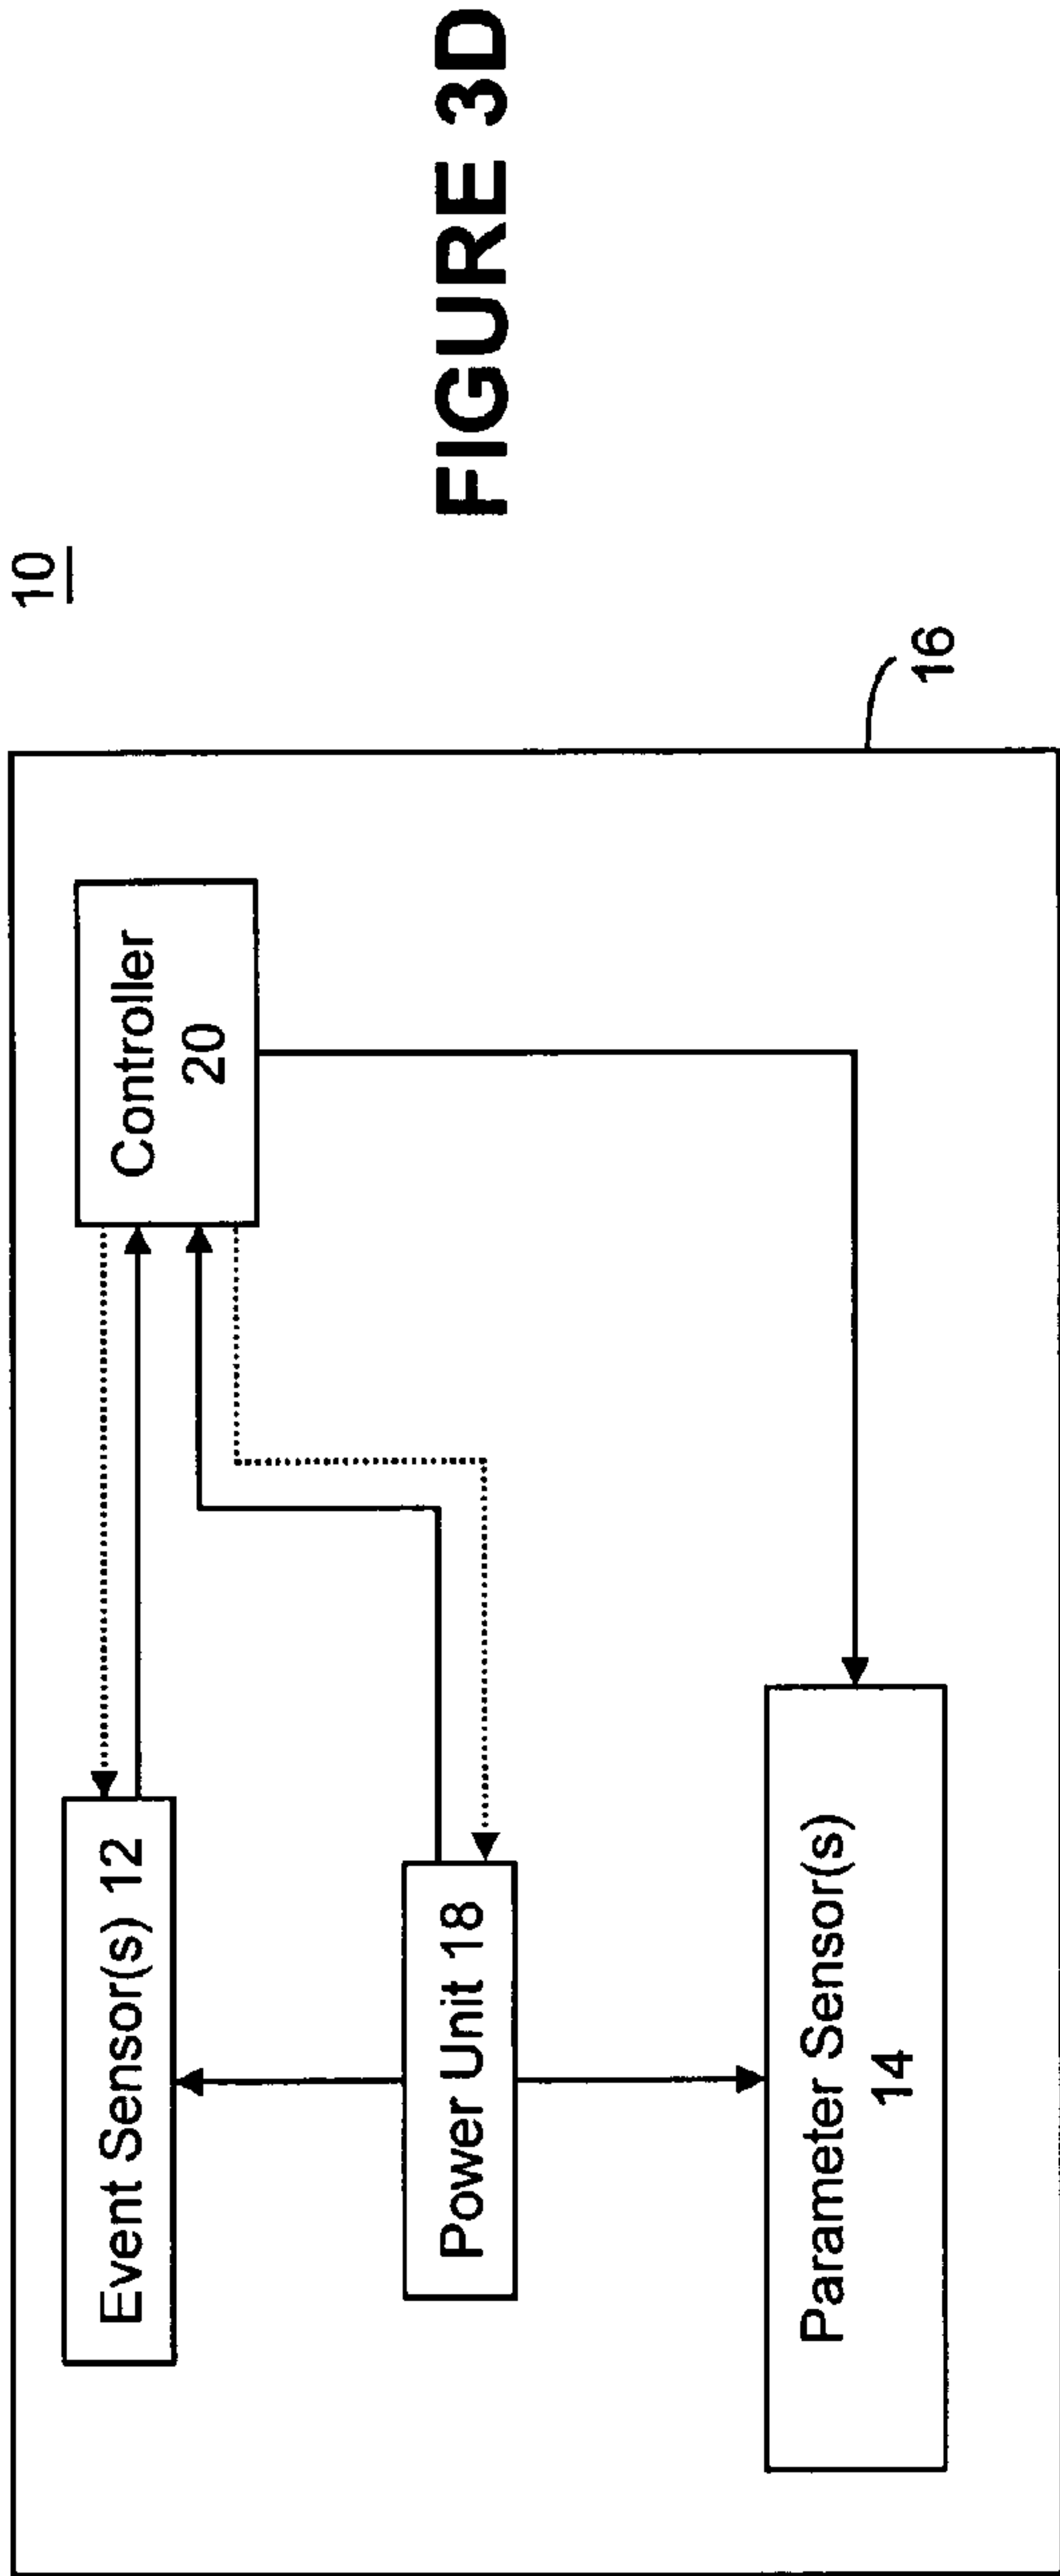 10
Event Sensor(s) 12
Controller
20
Power Unit 18
Parameter Sensor(s)
14
16
FIGURE 3D